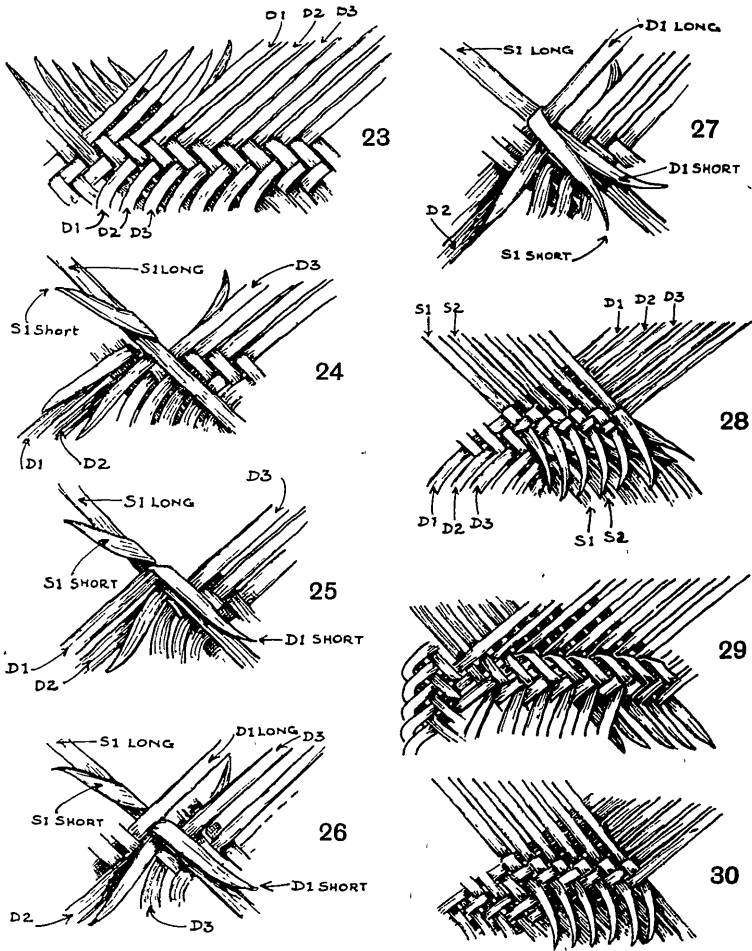 D1 D2 D3
23
D1 D2 D3
S1 LONG
D3
S1 Short
24
D1
D2
D3
S1 LONG
S1 SHORT
25
D1 SHORT
D1
D2
S1 LONG
D1 LONG
D3
S1 SHORT
26
D1 SHORT
D2
D3
S1 LONG
D1 LONG
27
D1 SHORT
D2
S1 SHORT
S1 S2
D1 D2 D3
28
D1 D2 D3
S1 S2
29
30